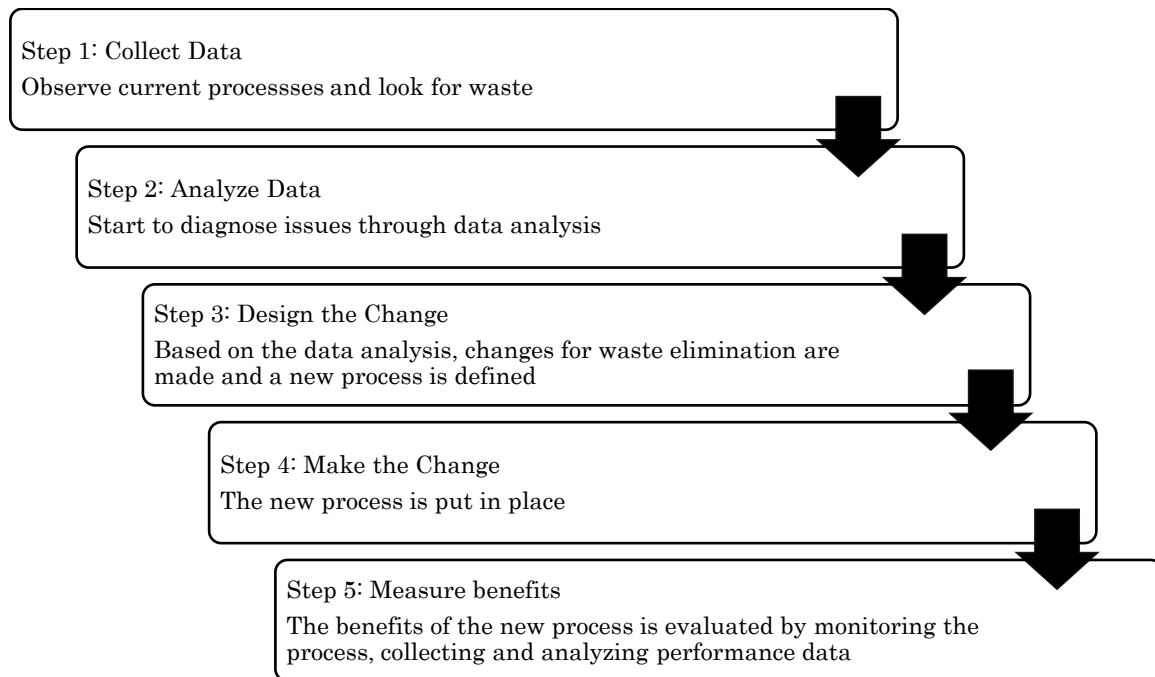 Step 1: Collect Data
Observe current processses and look for waste
Step 2: Analyze Data
Start to diagnose issues through data analysis
Step 3: Design the Change
Based on the data analysis, changes for waste elimination are
made and a new process is defined
Step 4: Make the Change
The new process is put in place
Step 5: Measure benefits
The benefits of the new process is evaluated by monitoring the
process, collecting and analyzing performance data